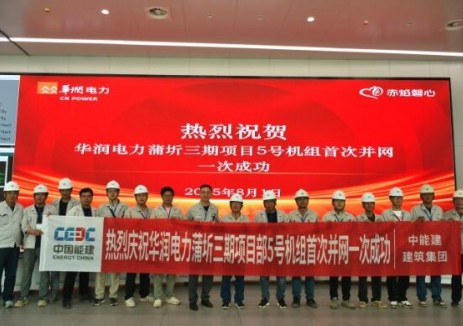 华润电力
CR POWER
赤焰磐心
热烈祝贺
华润电力蒲圻三期项目5号机组首次并网
一次成功
CEEC
中国能建
ENERGY CHINA
热烈庆祝华润电力蒲圻三期项目部5号机组首次并网一次成功
中能建
建筑集团